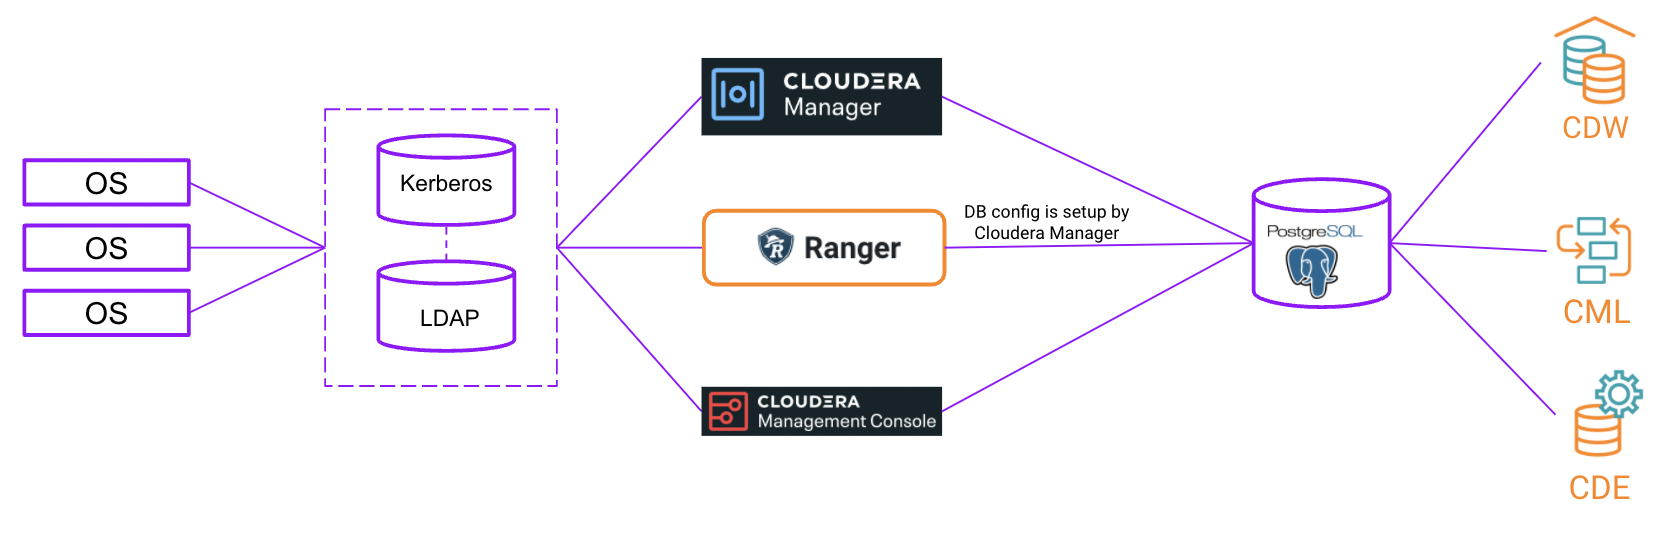 OS
OS
OS
Kerberos
LDAP
CLOUDERA
Manager
R
Ranger
CLOUDERA
Management Console
DB config is setup by
Cloudera Manager
PostgreSQL
CDW
CML
CDE